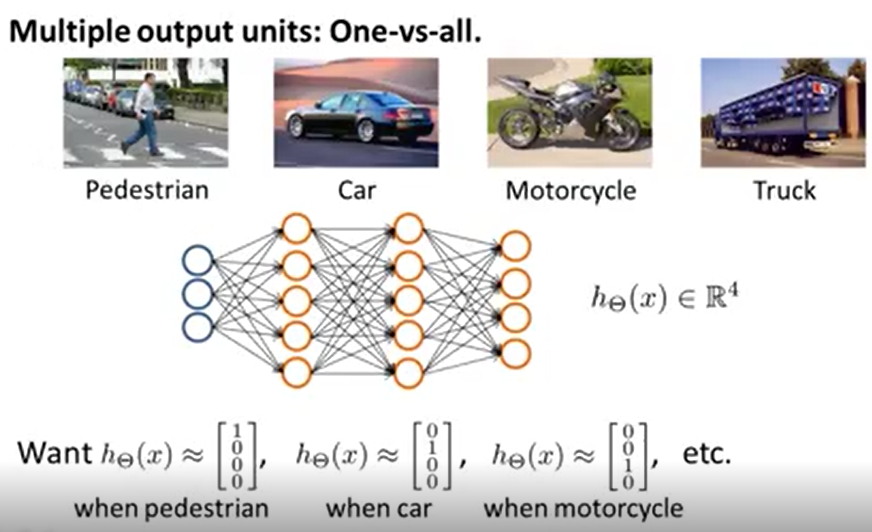 Multiple output units: One-vs-all.
Pedestrian Car Motorcycle Truck
hΘ(x) ∈ ℝ⁴
Want hΘ(x) ≈ [1 0 0 0], hΘ(x) ≈ [0 1 0 0], hΘ(x) ≈ [0 0 1 0], etc.
when pedestrian when car when motorcycle